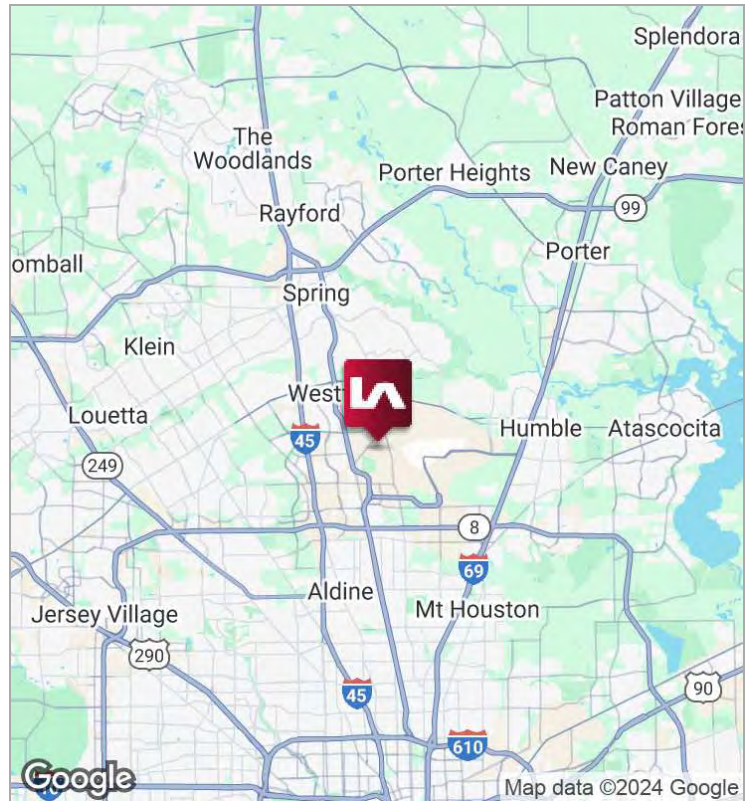 Splendora
Patton Village
Roman Fores
The
Woodlands
Porter Heights
New Caney
99
Rayford
Porter
omball
Spring
Klein
West
Louetta
45
Humble
Atascocita
249
8
69
Aldine
Mt Houston
Jersey Village
290
45
90
610
Google
Map data ©2024 Google